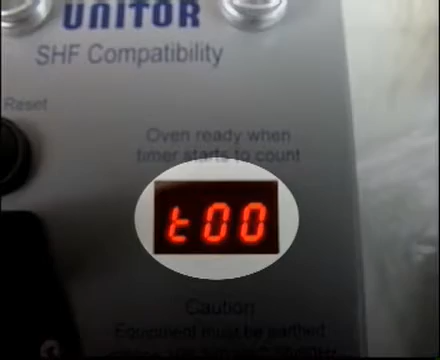 UNITOR
SHF Compatibility
Reset
Oven ready when
timer starts to count
t00
Caution
Equipment must be earthed